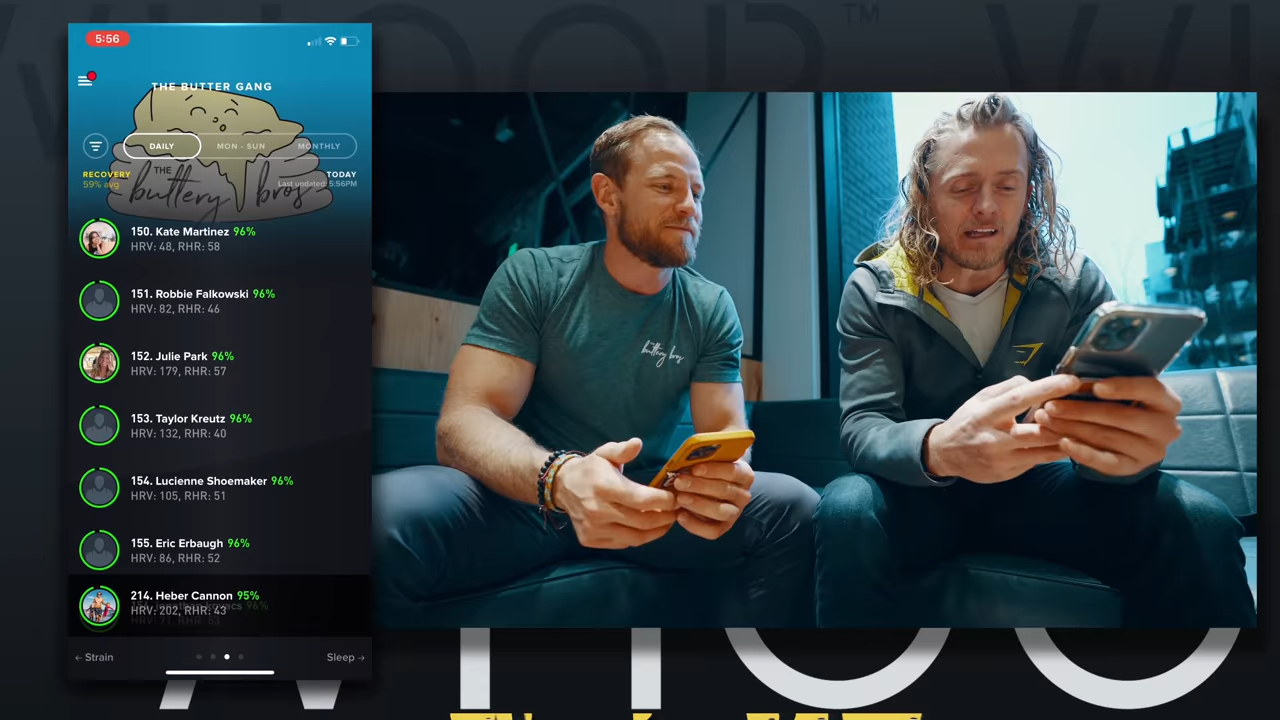 WHOOP™
5:56
THE BUTTER GANG
DAILY
MON - SUN
MONTHLY
THE
buttery bros
RECOVERY
59% avg
TODAY
Last updated: 5:56PM
150. Kate Martinez 96%
HRV: 48, RHR: 58
151. Robbie Falkowski 96%
HRV: 82, RHR: 46
152. Julie Park 96%
HRV: 179, RHR: 57
153. Taylor Kreutz 96%
HRV: 132, RHR: 40
154. Lucienne Shoemaker 96%
HRV: 105, RHR: 51
155. Eric Erbaugh 96%
HRV: 86, RHR: 52
214. Heber Cannon 95%
HRV: 202, RHR: 43
← Strain
Sleep →
buttery bros